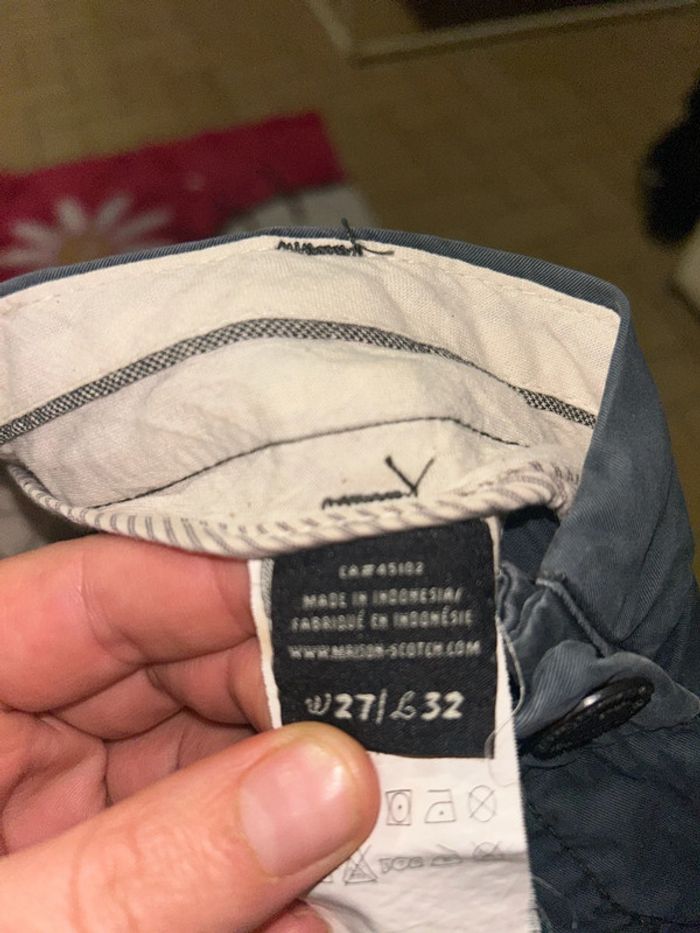 CA# 45102
MADE IN INDONESIA/
FABRIQUÉ EN INDONÉSIE
WWW.MAISON-SCOTCH.COM
W27/L32